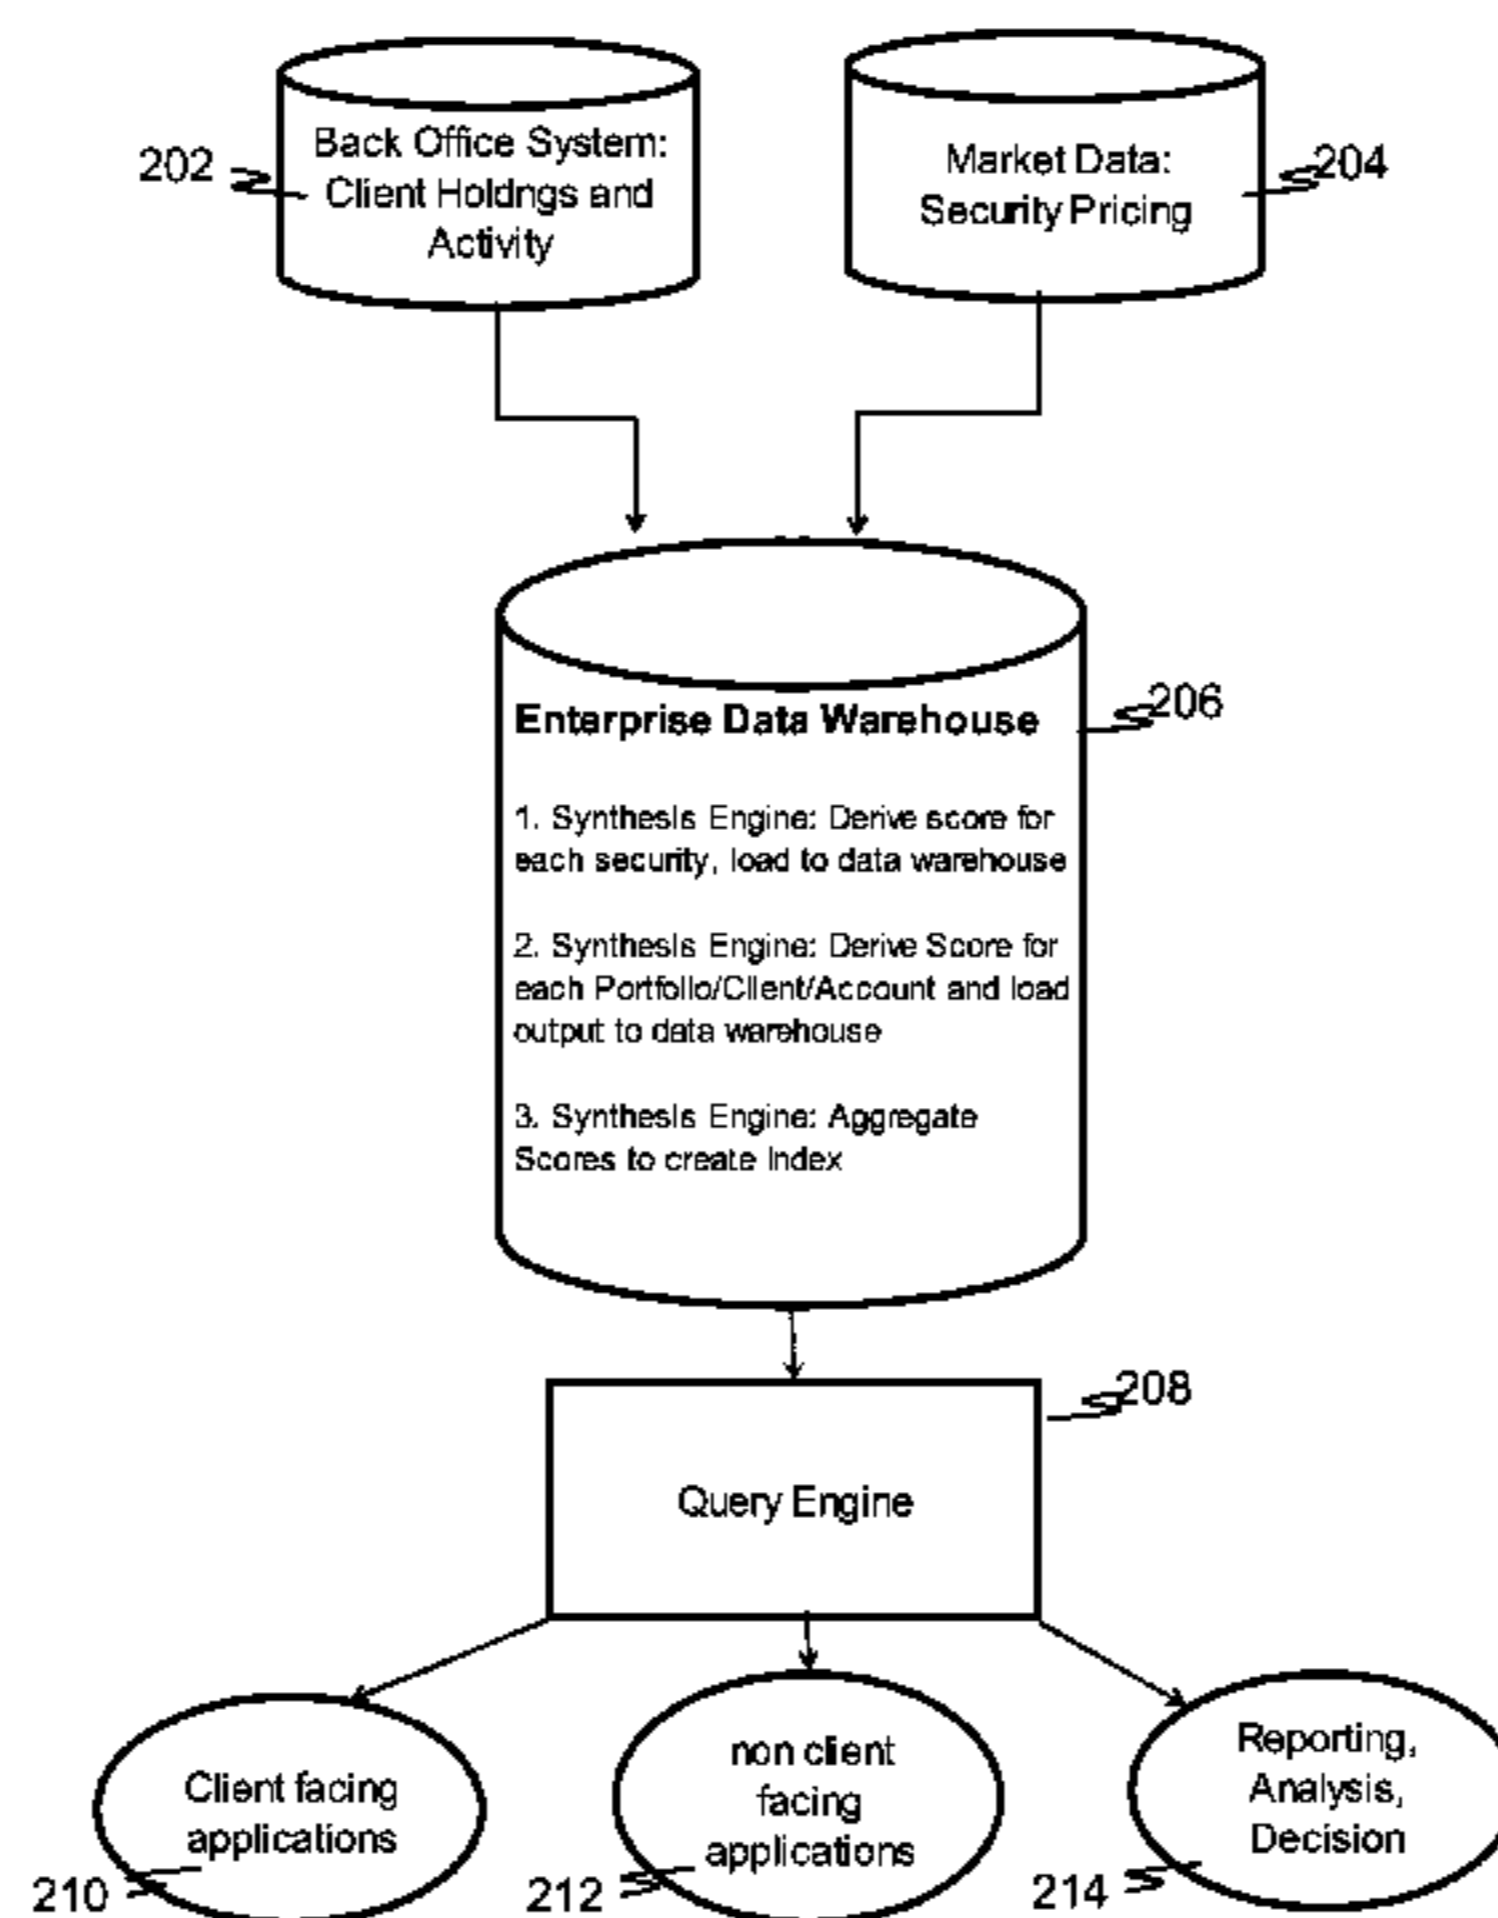 Back Office System:
Client Holdngs and
Activity
202
Market Data:
Security Pricing
204
Enterprise Data Warehouse
206
1. Synthesis Engine: Derive score for
each security, load to data warehouse
2. Synthesis Engine: Derive Score for
each Portfolio/Client/Account and load
output to data warehouse
3. Synthesis Engine: Aggregate
Scores to create Index
208
Query Engine
Client facing
applications
210
non client
facing
applications
212
Reporting,
Analysis,
Decision
214